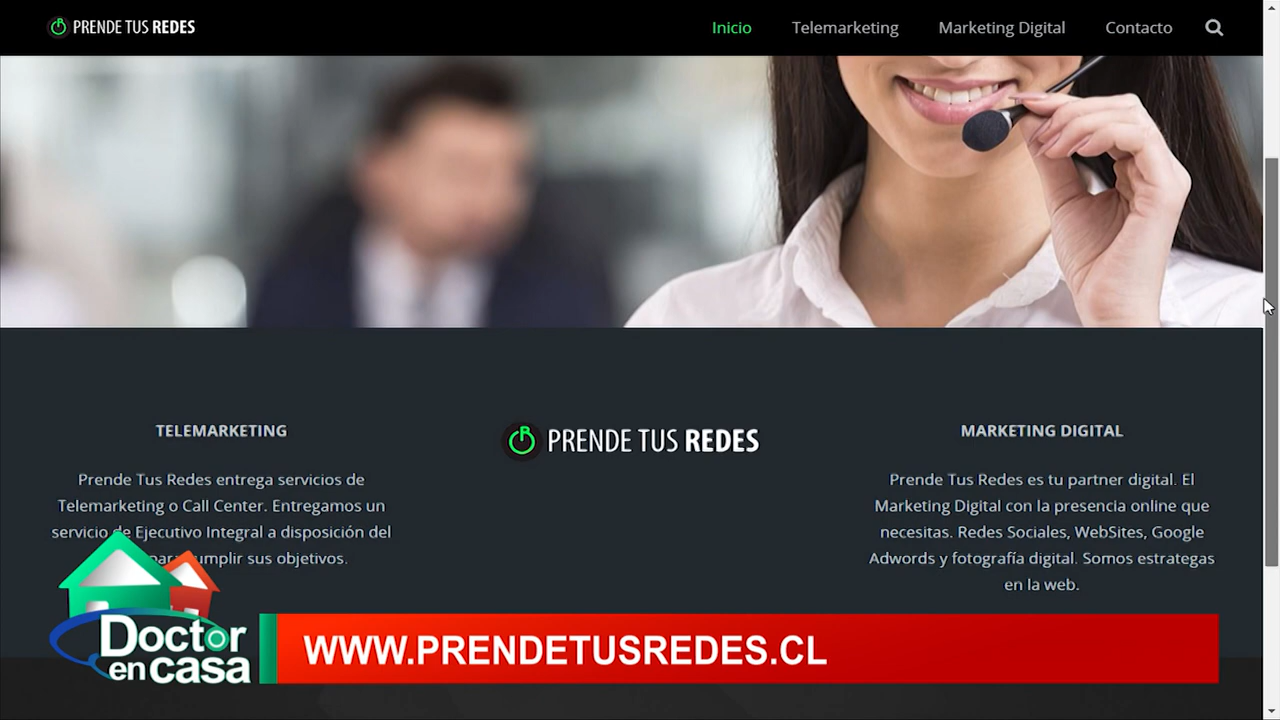 PRENDE TUS REDES
Inicio
Telemarketing
Marketing Digital
Contacto
TELEMARKETING
Prende Tus Redes entrega servicios de
Telemarketing o Call Center. Entregamos un
servicio de Ejecutivo Integral a disposición del
para cumplir sus objetivos.
PRENDE TUS REDES
MARKETING DIGITAL
Prende Tus Redes es tu partner digital. El
Marketing Digital con la presencia online que
necesitas. Redes Sociales, WebSites, Google
Adwords y fotografía digital. Somos estrategas
en la web.
Doctor
en casa
WWW.PRENDETUSREDES.CL